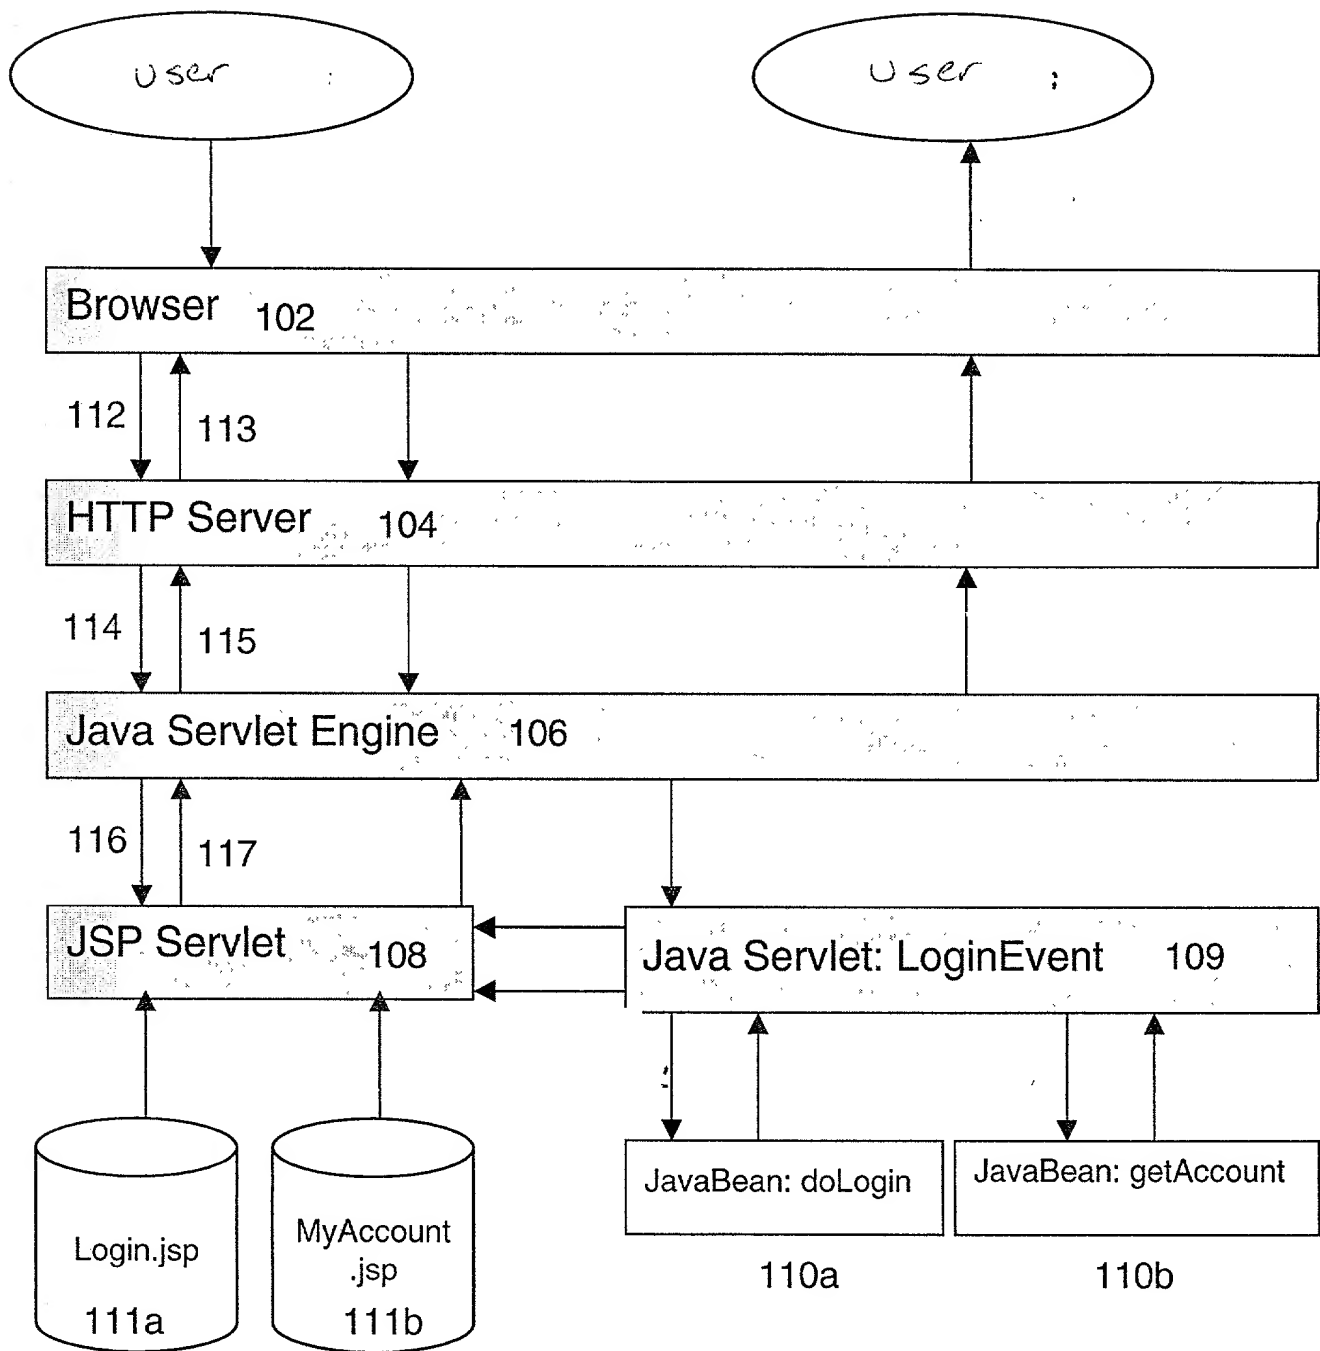 user
user
Browser 102
112
113
HTTP Server 104
114
115
Java Servlet Engine 106
116
117
JSP Servlet 108
Java Servlet: LoginEvent 109
Login.jsp
111a
MyAccount
.jsp
111b
JavaBean: doLogin
110a
JavaBean: getAccount
110b